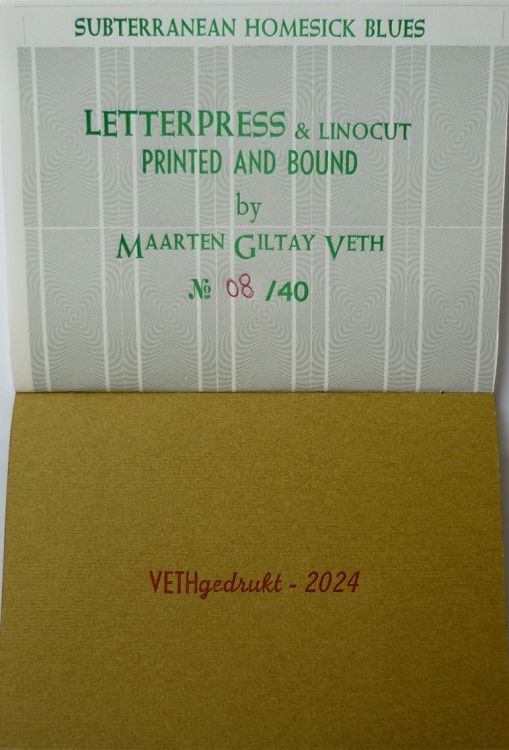 SUBTERRANEAN HOMESICK BLUES
LETTERPRESS & LINOCUT
PRINTED AND BOUND
by
MAARTEN GILTAY VETH
№ 08 /40
VETHgedrukt - 2024